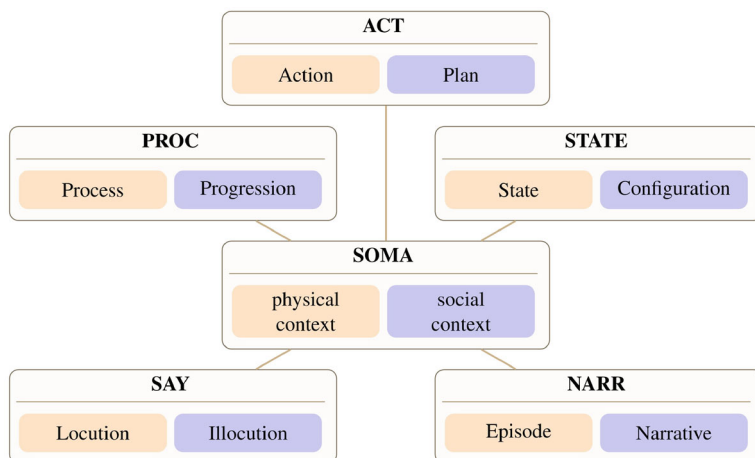 ACT
Action Plan
PROC
Process Progression
STATE
State Configuration
SOMA
physical context
social context
SAY
Locution Illocution
NARR
Episode Narrative